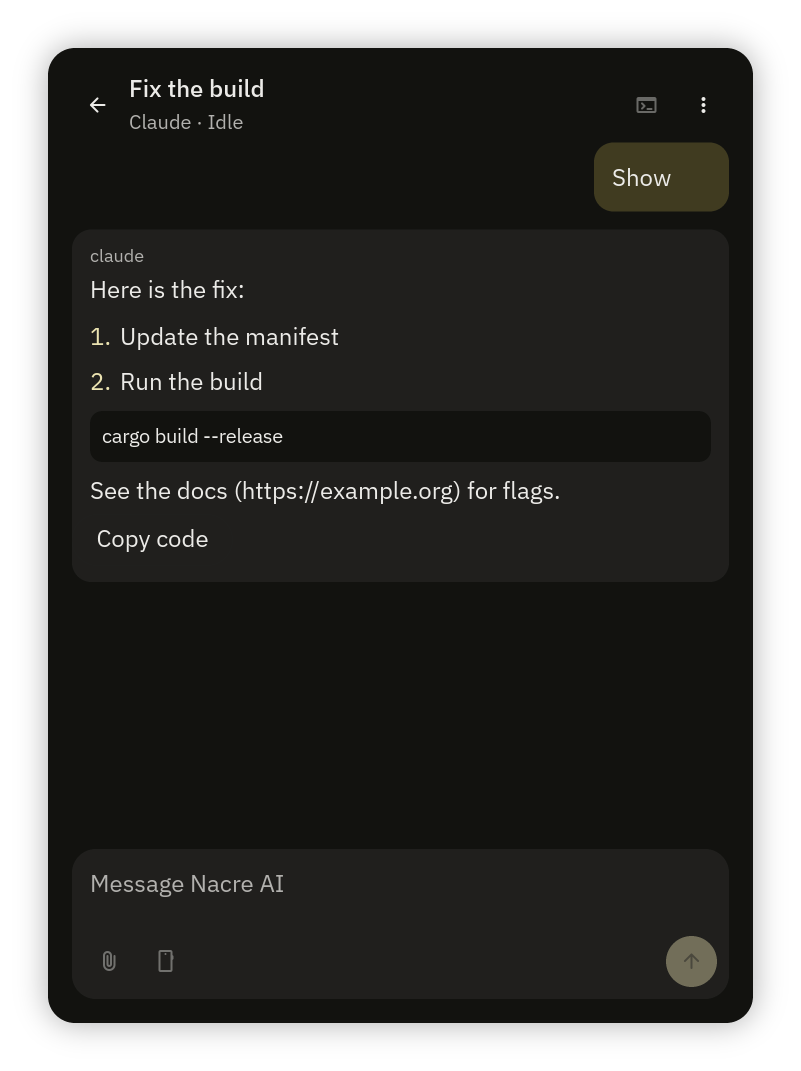 Fix the build
Claude · Idle
Show
claude
Here is the fix:
1. Update the manifest
2. Run the build
cargo build --release
See the docs (https://example.org) for flags.
Copy code
Message Nacre AI